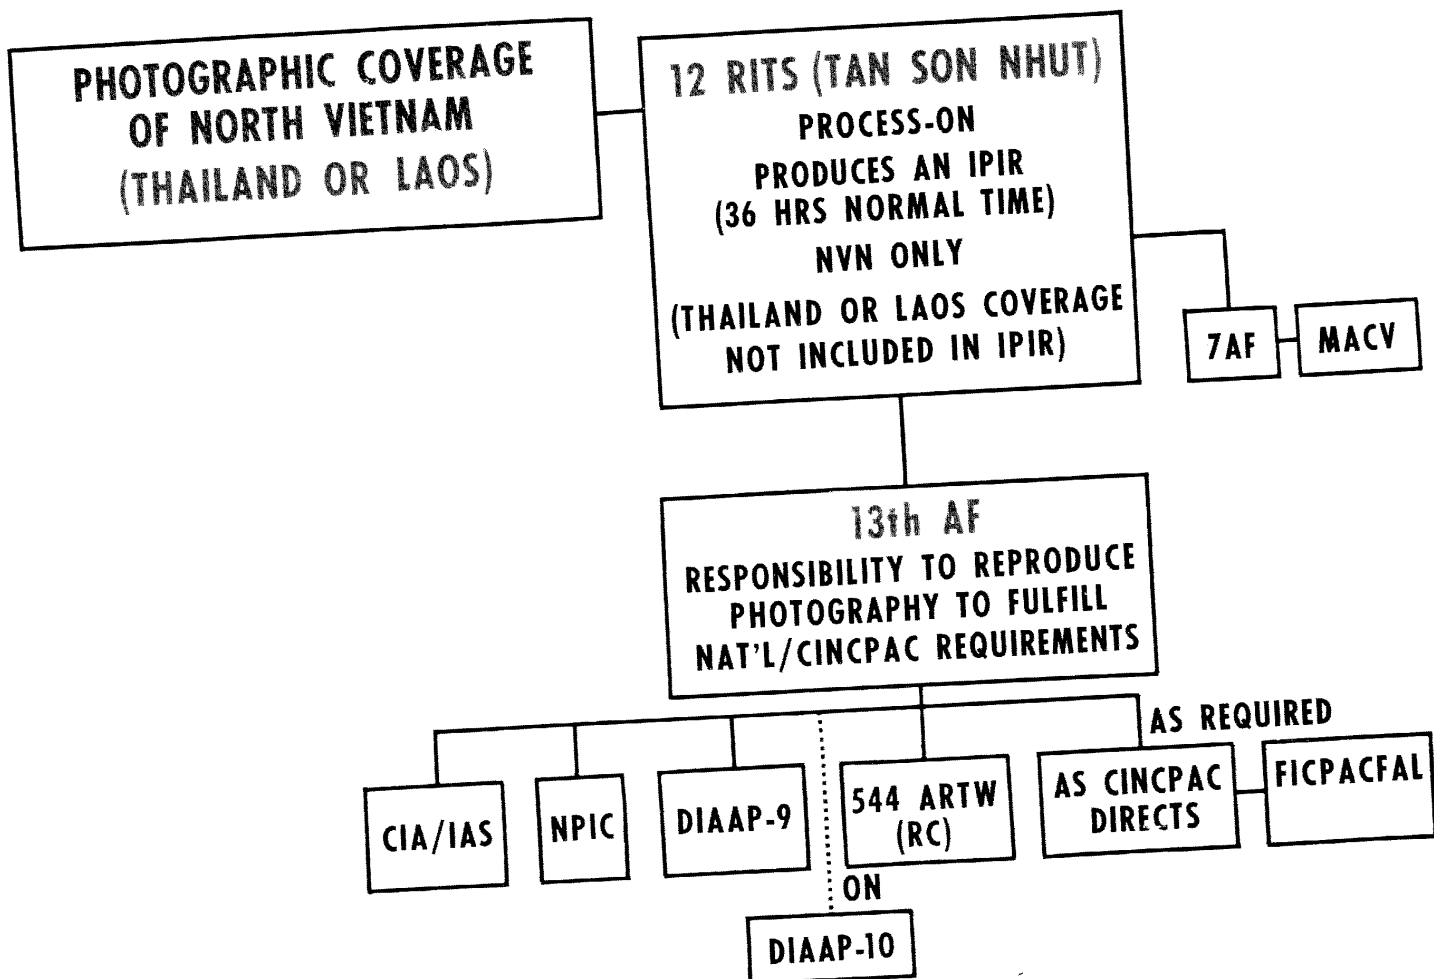 PHOTOGRAPHIC COVERAGE
OF NORTH VIETNAM
(THAILAND OR LAOS)
12 RITS (TAN SON NHUT)
PROCESS-ON
PRODUCES AN IPIR
(36 HRS NORMAL TIME)
NVN ONLY
(THAILAND OR LAOS COVERAGE
NOT INCLUDED IN IPIR)
7AF
MACV
13th AF
RESPONSIBILITY TO REPRODUCE
PHOTOGRAPHY TO FULFILL
NAT'L/CINCPAC REQUIREMENTS
AS REQUIRED
CIA/IAS
NPIC
DIAAP-9
544 ARTW
(RC)
AS CINCPAC
DIRECTS
FICPACFAL
ON
DIAAP-10